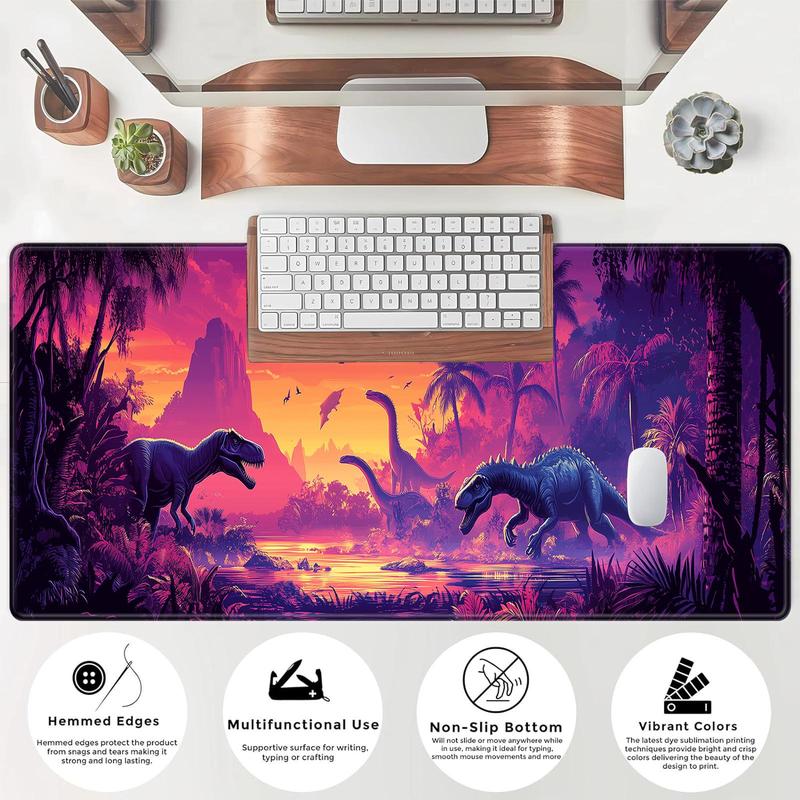 Hemmed Edges
Hemmed edges protect the product
from snags and tears making it
strong and long lasting.
Multifunctional Use
Supportive surface for writing,
typing or crafting
Non-Slip Bottom
Will not slide or move anywhere while
in use, making it ideal for typing,
smooth mouse movements and more
Vibrant Colors
The latest dye sublimation printing
techniques provide bright and crisp
colors delivering the beauty of the
design to print.